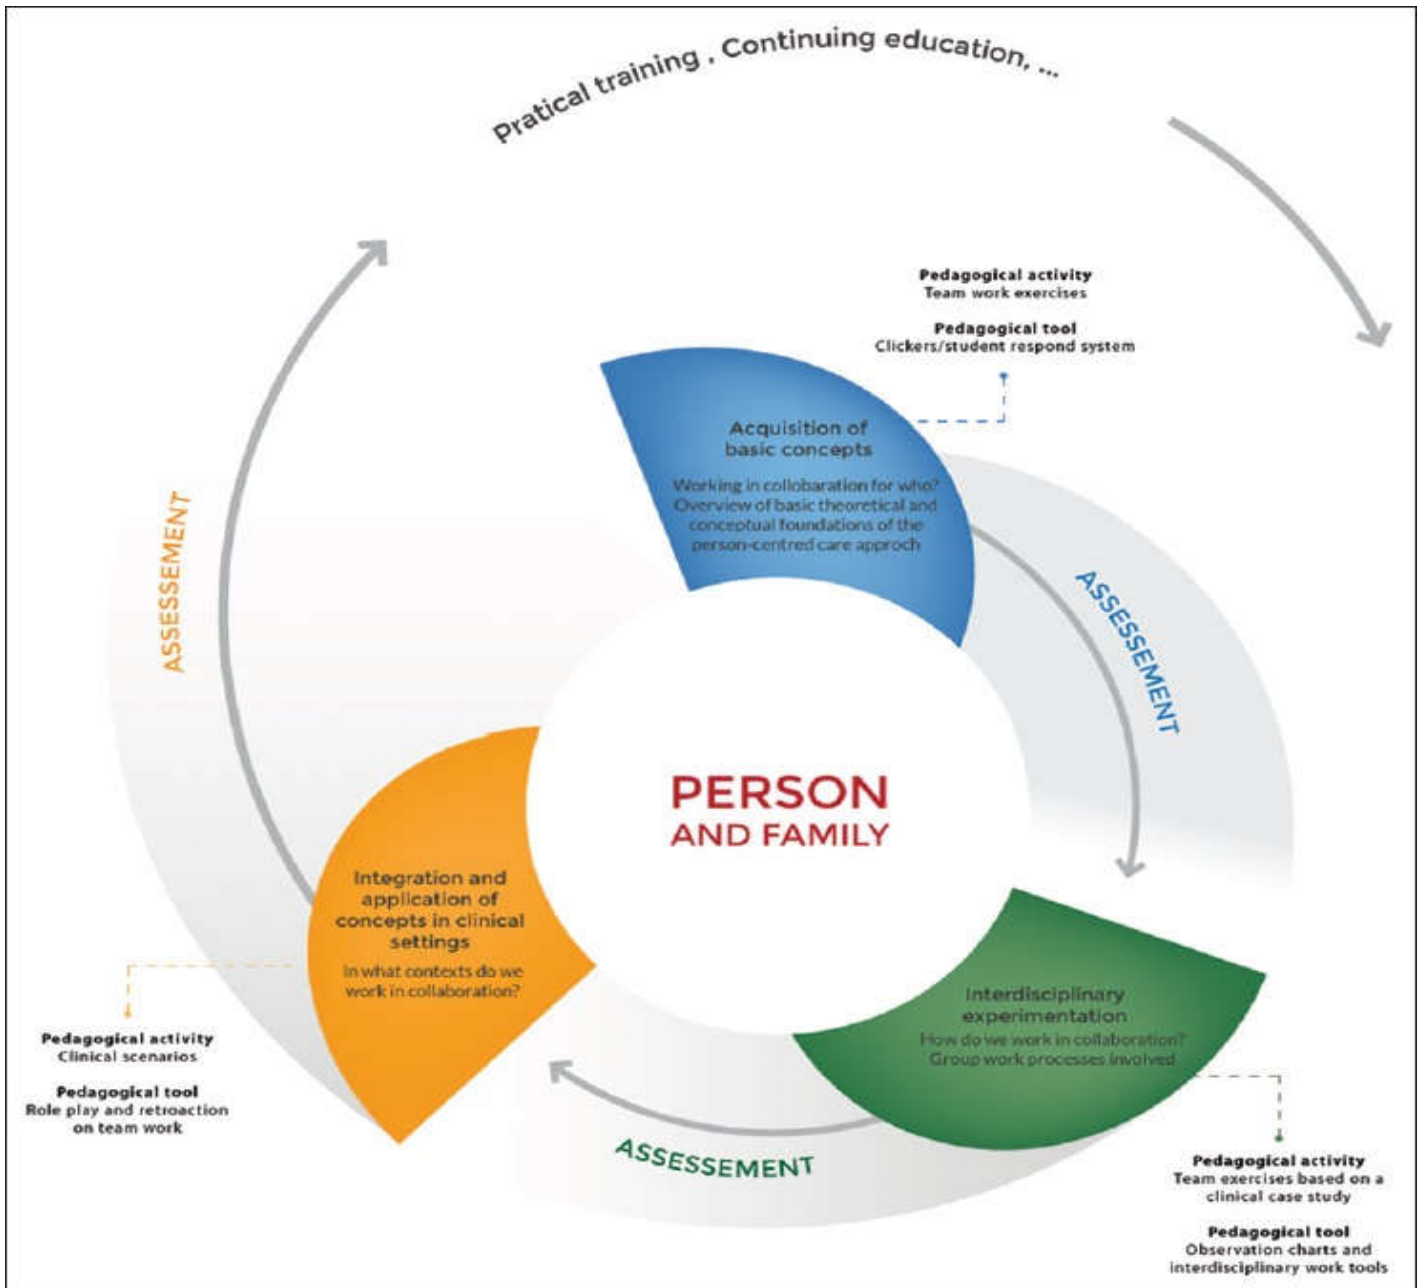 Pratical training , Continuing education, ...
Pedagogical activity
Team work exercises
Pedagogical tool
Clickers/student respond system
Acquisition of
basic concepts
Working in collobaration for who?
Overview of basic theoretical and
conceptual foundations of the
person-centred care approch
ASSESSEMENT
ASSESSEMENT
PERSON
AND FAMILY
Integration and
application of
concepts in clinical
settings
In what contexts do we
work in collaboration?
Interdisciplinary
experimentation
How do we work in collaboration?
Group work processes involved
Pedagogical activity
Clinical scenarios
Pedagogical tool
Role play and retroaction
on team work
ASSESSEMENT
Pedagogical activity
Team exercises based on a
clinical case study
Pedagogical tool
Observation charts and
interdisciplinary work tools